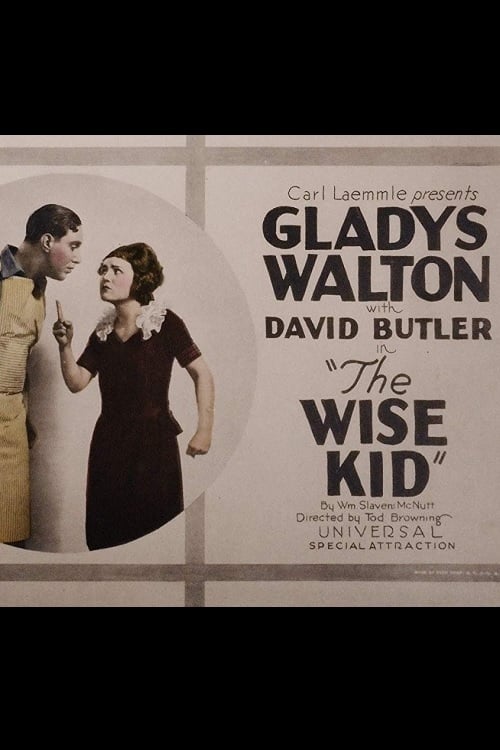 Carl Laemmle presents
GLADYS
WALTON
with
DAVID BUTLER
in
"The
WISE
KID"
By Wm. Slavens McNutt
Directed by Tod Browning
UNIVERSAL
SPECIAL ATTRACTION